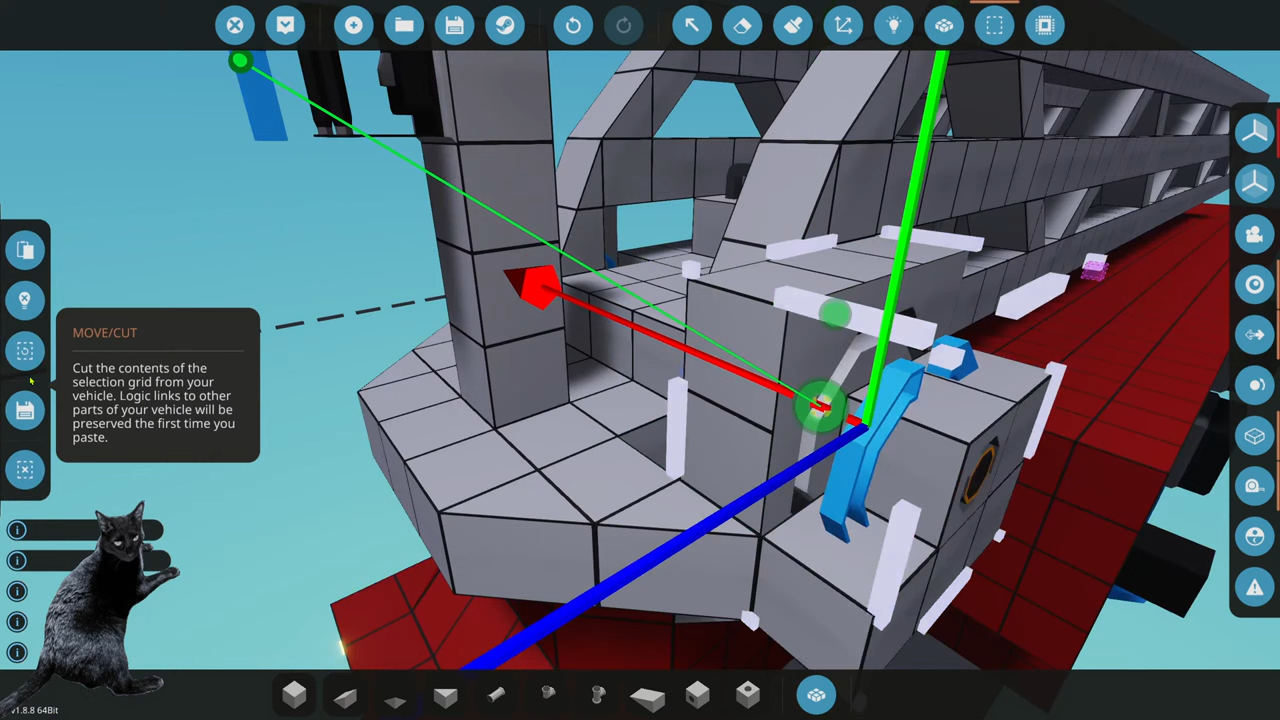 MOVE/CUT
Cut the contents of the
selection grid from your
vehicle. Logic links to other
parts of your vehicle will be
preserved the first time you
paste.
v1.8.8 64Bit